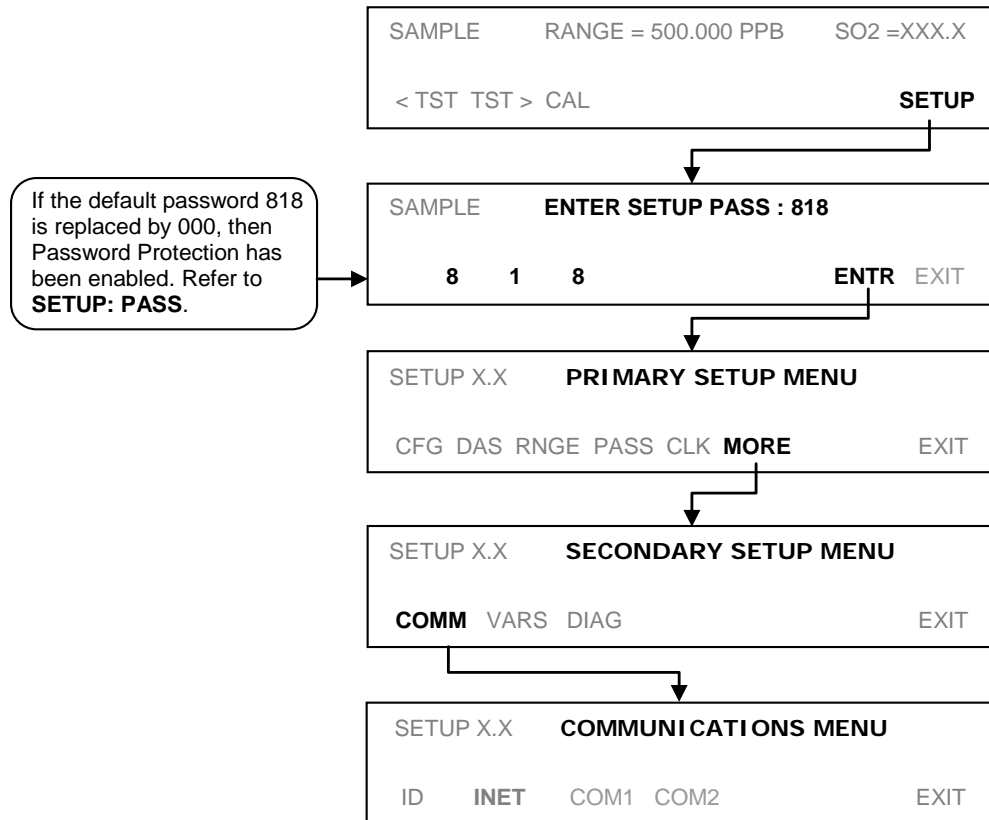 SAMPLE RANGE = 500.000 PPB SO2 =XXX.X
< TST TST > CAL SETUP
If the default password 818
is replaced by 000, then
Password Protection has
been enabled. Refer to
SETUP: PASS.
SAMPLE ENTER SETUP PASS : 818
8 1 8 ENTR EXIT
SETUP X.X PRIMARY SETUP MENU
CFG DAS RNGE PASS CLK MORE EXIT
SETUP X.X SECONDARY SETUP MENU
COMM VARS DIAG EXIT
SETUP X.X COMMUNICATIONS MENU
ID INET COM1 COM2 EXIT